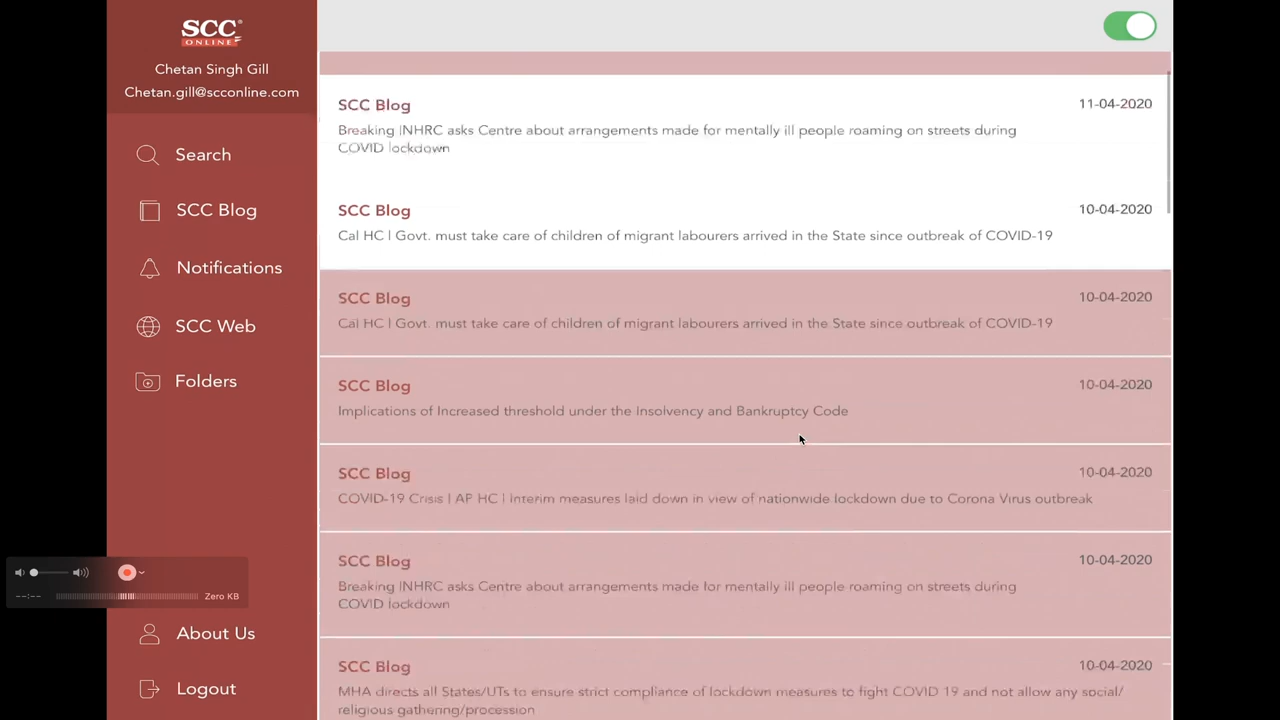 SCC®
ONLINE
Chetan Singh Gill
Chetan.gill@scconline.com
Search
SCC Blog
Notifications
SCC Web
Folders
Zero KB
--:--
About Us
Logout
SCC Blog 11-04-2020
Breaking |NHRC asks Centre about arrangements made for mentally ill people roaming on streets during
COVID lockdown
SCC Blog 10-04-2020
Cal HC | Govt. must take care of children of migrant labourers arrived in the State since outbreak of COVID-19
SCC Blog 10-04-2020
Cal HC | Govt. must take care of children of migrant labourers arrived in the State since outbreak of COVID-19
SCC Blog 10-04-2020
Implications of Increased threshold under the Insolvency and Bankruptcy Code
SCC Blog 10-04-2020
COVID-19 Crisis | AP HC | Interim measures laid down in view of nationwide lockdown due to Corona Virus outbreak
SCC Blog 10-04-2020
Breaking |NHRC asks Centre about arrangements made for mentally ill people roaming on streets during
COVID lockdown
SCC Blog 10-04-2020
MHA directs all States/UTs to ensure strict compliance of lockdown measures to fight COVID 19 and not allow any social/
religious gathering/procession